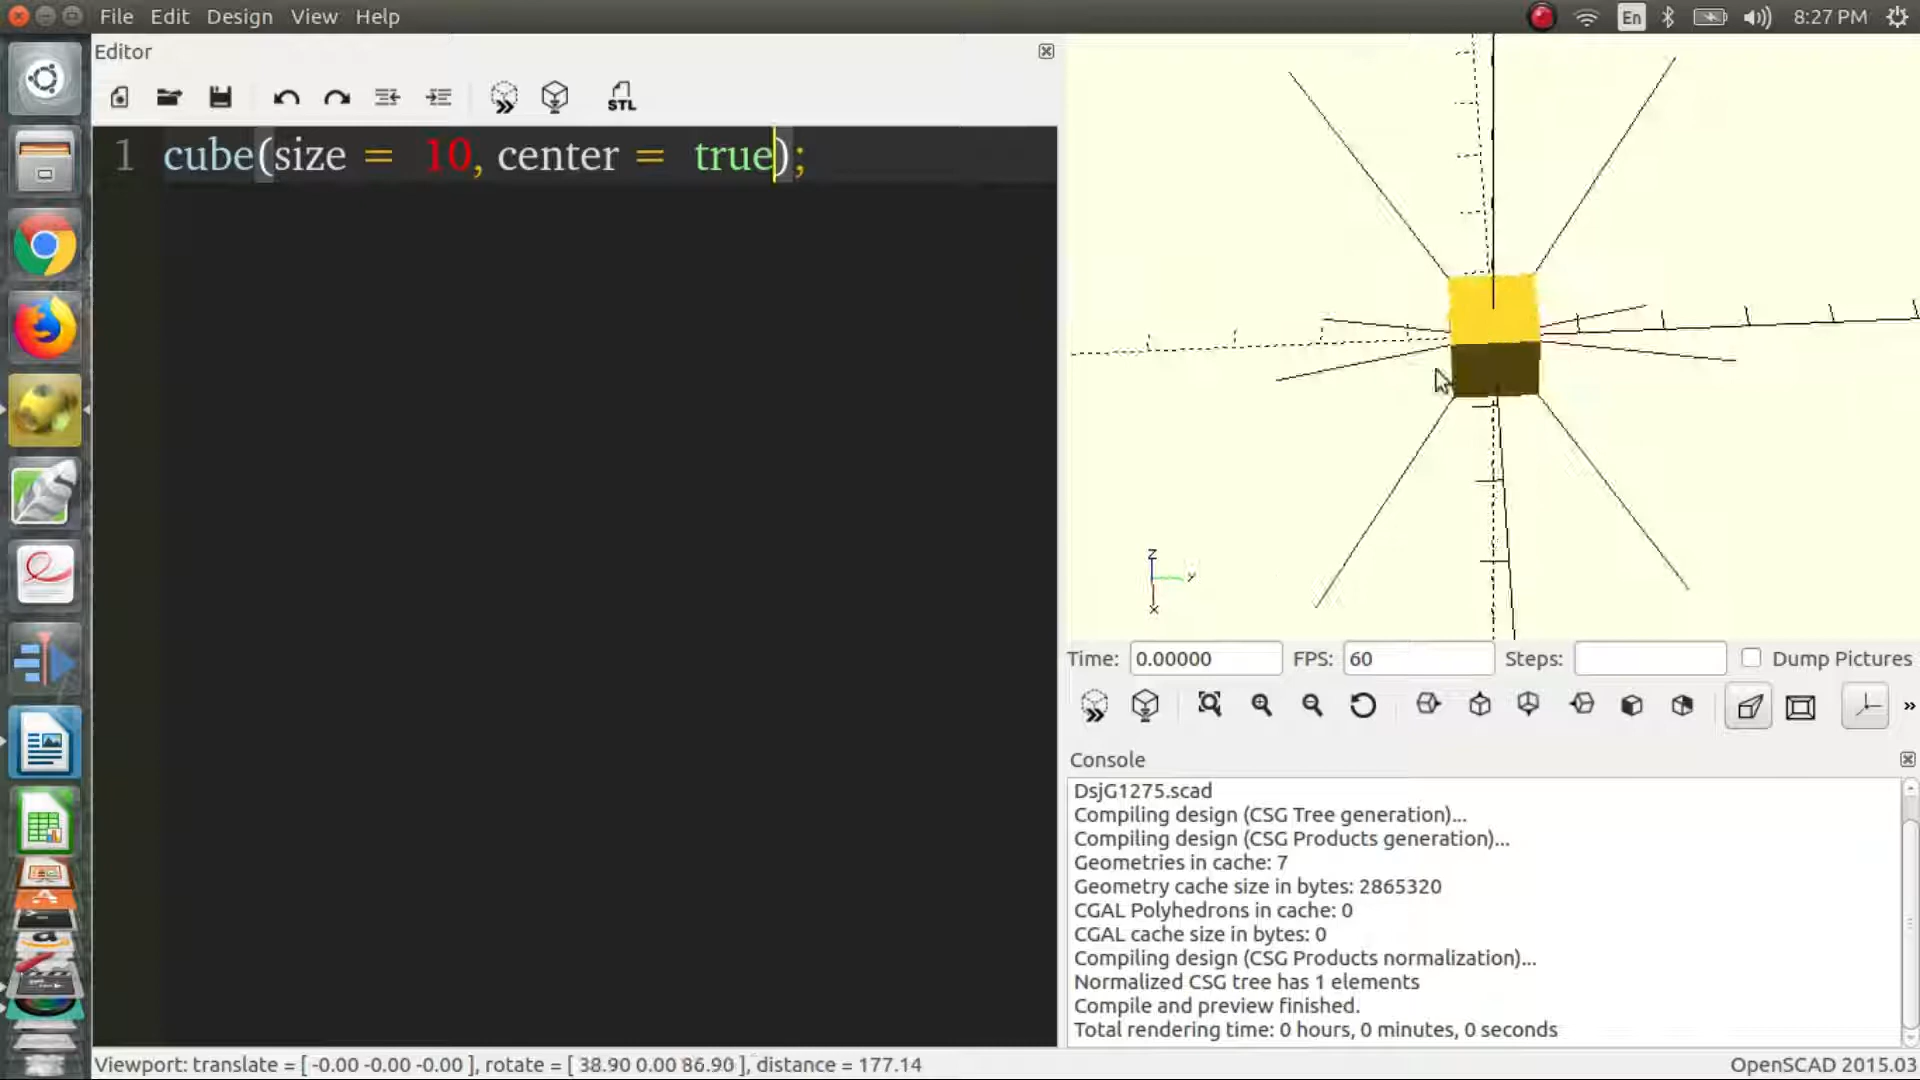 File Edit Design View Help
En
8:27 PM
Editor
STL
1 cube(size = 10, center = true);
z
y
x
Time: 0.00000 FPS: 60 Steps: Dump Pictures
»
Console
DsjG1275.scad
Compiling design (CSG Tree generation)...
Compiling design (CSG Products generation)...
Geometries in cache: 7
Geometry cache size in bytes: 2865320
CGAL Polyhedrons in cache: 0
CGAL cache size in bytes: 0
Compiling design (CSG Products normalization)...
Normalized CSG tree has 1 elements
Compile and preview finished.
Total rendering time: 0 hours, 0 minutes, 0 seconds
Viewport: translate = [ -0.00 -0.00 -0.00 ], rotate = [ 38.90 0.00 86.90 ], distance = 177.14
OpenSCAD 2015.03